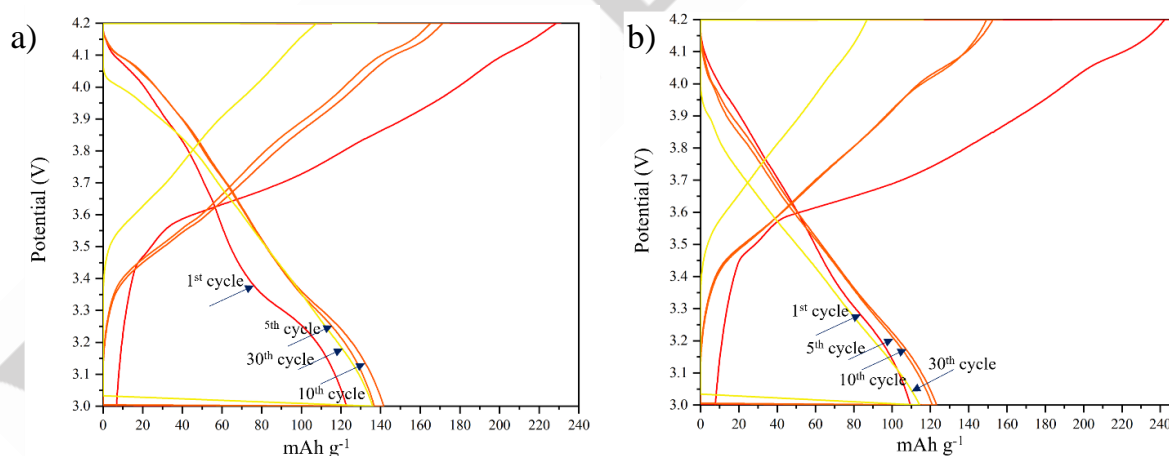 a)
4.2
4.1
4.0
3.9
3.8
3.7
3.6
3.5
3.4
3.3
3.2
3.1
3.0
Potential (V)
1st cycle
5th cycle
30th cycle
10th cycle
0 20 40 60 80 100 120 140 160 180 200 220 240
mAh g-1
b)
4.2
4.1
4.0
3.9
3.8
3.7
3.6
3.5
3.4
3.3
3.2
3.1
3.0
Potential (V)
1st cycle
5th cycle
10th cycle
30th cycle
0 20 40 60 80 100 120 140 160 180 200 220 240
mAh g-1